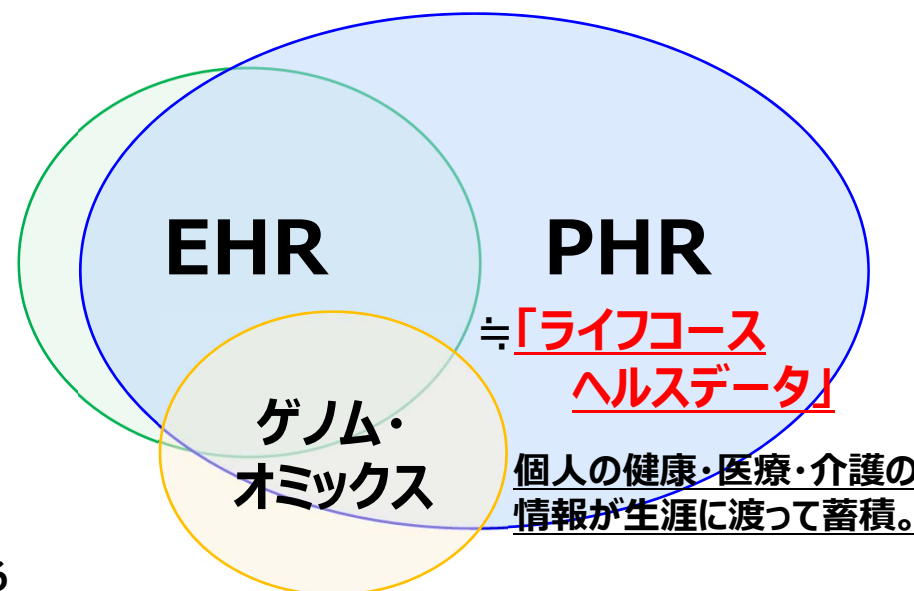 EHR
PHR
≒「ライフコース
ヘルスデータ」
ゲノム・
オミックス
個人の健康・医療・介護の
情報が生涯に渡って蓄積。